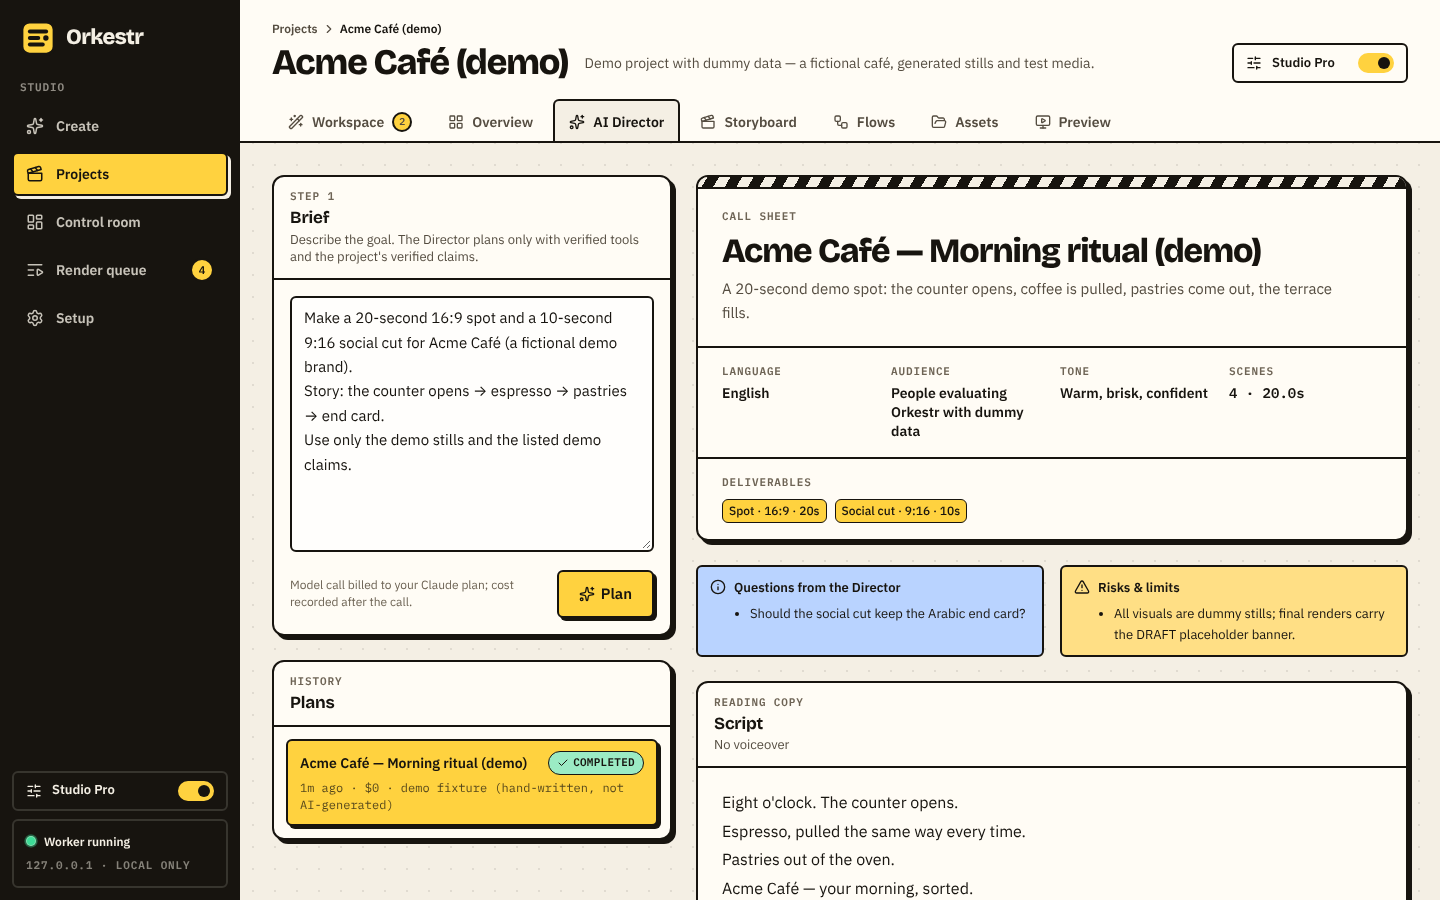 Orkestr
STUDIO
Create
Projects
Control room
Render queue
4
Setup
Studio Pro
Worker running
127.0.0.1 · LOCAL ONLY
Projects > Acme Café (demo)
Acme Café (demo)
Demo project with dummy data — a fictional café, generated stills and test media.
Studio Pro
Workspace 2
Overview
AI Director
Storyboard
Flows
Assets
Preview
STEP 1
Brief
Describe the goal. The Director plans only with verified tools
and the project's verified claims.
Make a 20-second 16:9 spot and a 10-second
9:16 social cut for Acme Café (a fictional demo
brand).
Story: the counter opens → espresso → pastries
→ end card.
Use only the demo stills and the listed demo
claims.
Model call billed to your Claude plan; cost
recorded after the call.
Plan
HISTORY
Plans
Acme Café — Morning ritual (demo)
COMPLETED
1m ago · $0 · demo fixture (hand-written, not
AI-generated)
CALL SHEET
Acme Café — Morning ritual (demo)
A 20-second demo spot: the counter opens, coffee is pulled, pastries come out, the terrace
fills.
LANGUAGE
English
AUDIENCE
People evaluating
Orkestr with dummy
data
TONE
Warm, brisk, confident
SCENES
4 · 20.0s
DELIVERABLES
Spot · 16:9 · 20s
Social cut · 9:16 · 10s
Questions from the Director
• Should the social cut keep the Arabic end card?
Risks & limits
• All visuals are dummy stills; final renders carry
the DRAFT placeholder banner.
READING COPY
Script
No voiceover
Eight o'clock. The counter opens.
Espresso, pulled the same way every time.
Pastries out of the oven.
Acme Café — your morning, sorted.